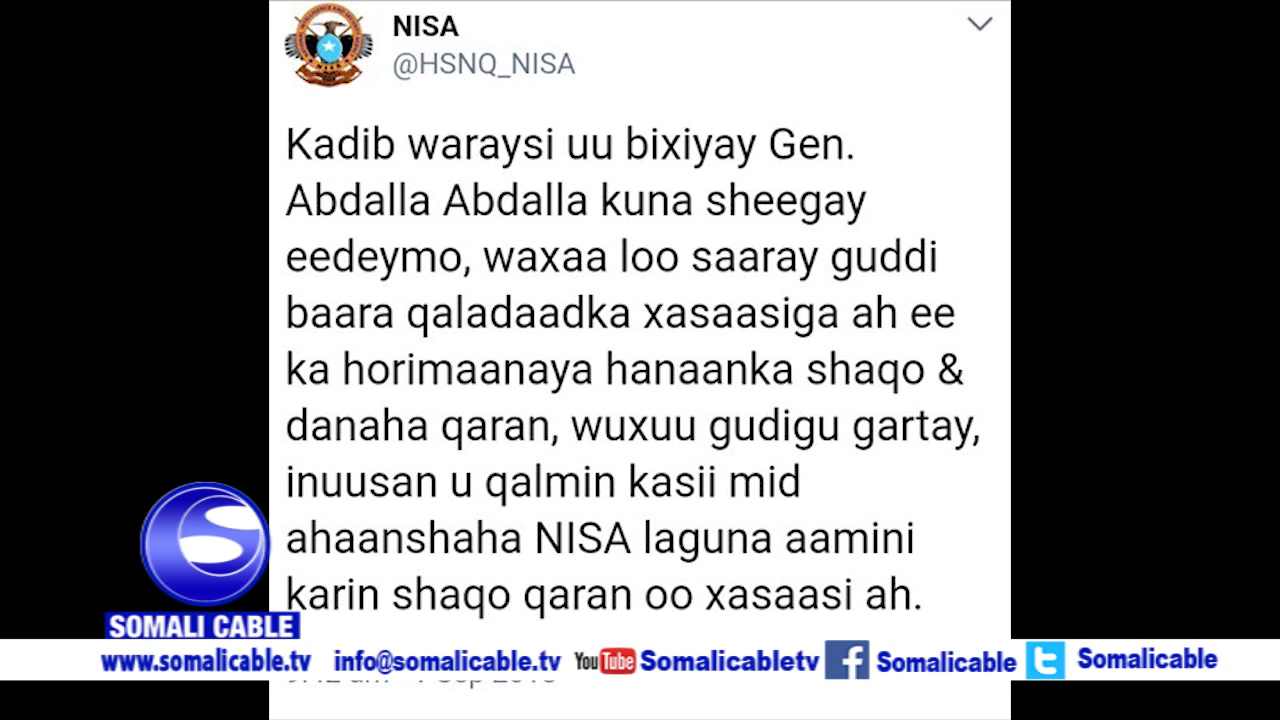 NISA
@HSNQ_NISA
Kadib waraysi uu bixiyay Gen.
Abdalla Abdalla kuna sheegay
eedeymo, waxaa loo saaray guddi
baara qaladaadka xasaasiga ah ee
ka horimaanaya hanaanka shaqo &
danaha qaran, wuxuu gudigu gartay,
inuusan u qalmin kasii mid
ahaanshaha NISA laguna aamini
karin shaqo qaran oo xasaasi ah.
SOMALI CABLE
www.somalicable.tv info@somalicable.tv YouTube Somalicabletv Somalicable Somalicable